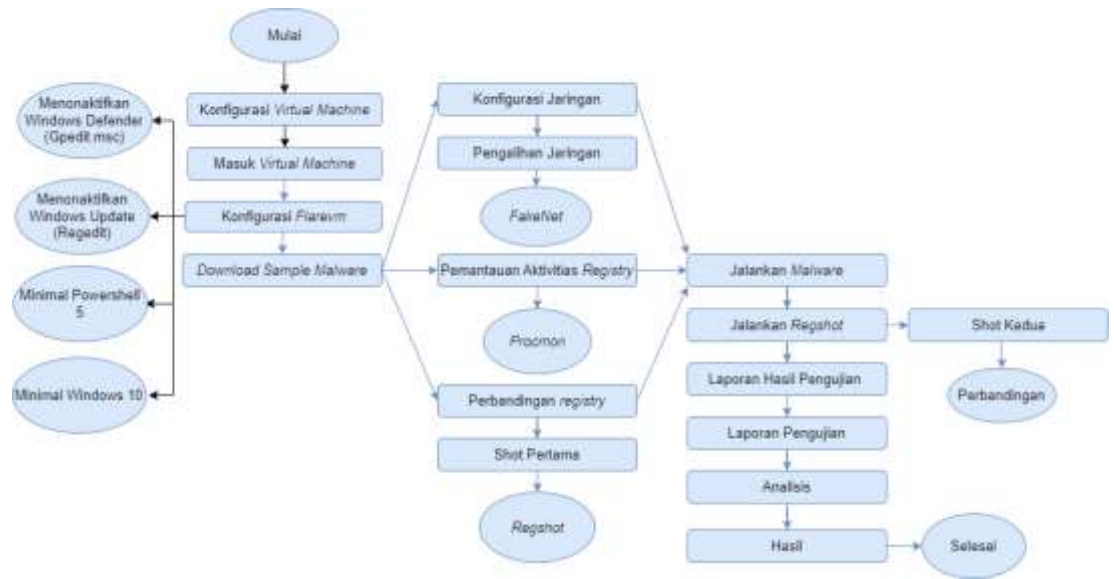 Mulai
Konfigurasi Virtual Machine
Masuk Virtual Machine
Konfigurasi Flarevm
Download Sample Malware
Menonaktifkan
Windows Defender
(Gpedit.msc)
Menonaktifkan
Windows Update
(Regedit)
Minimal Powershell
5
Minimal Windows 10
Konfigurasi Jaringan
Pengalihan Jaringan
FakeNet
Pemantauan Aktivitias Registry
Procmon
Perbandingan registry
Shot Pertama
Regshot
Jalankan Malware
Jalankan Regshot
Shot Kedua
Perbandingan
Laporan Hasil Pengujian
Laporan Pengujian
Analisis
Hasil
Selesai